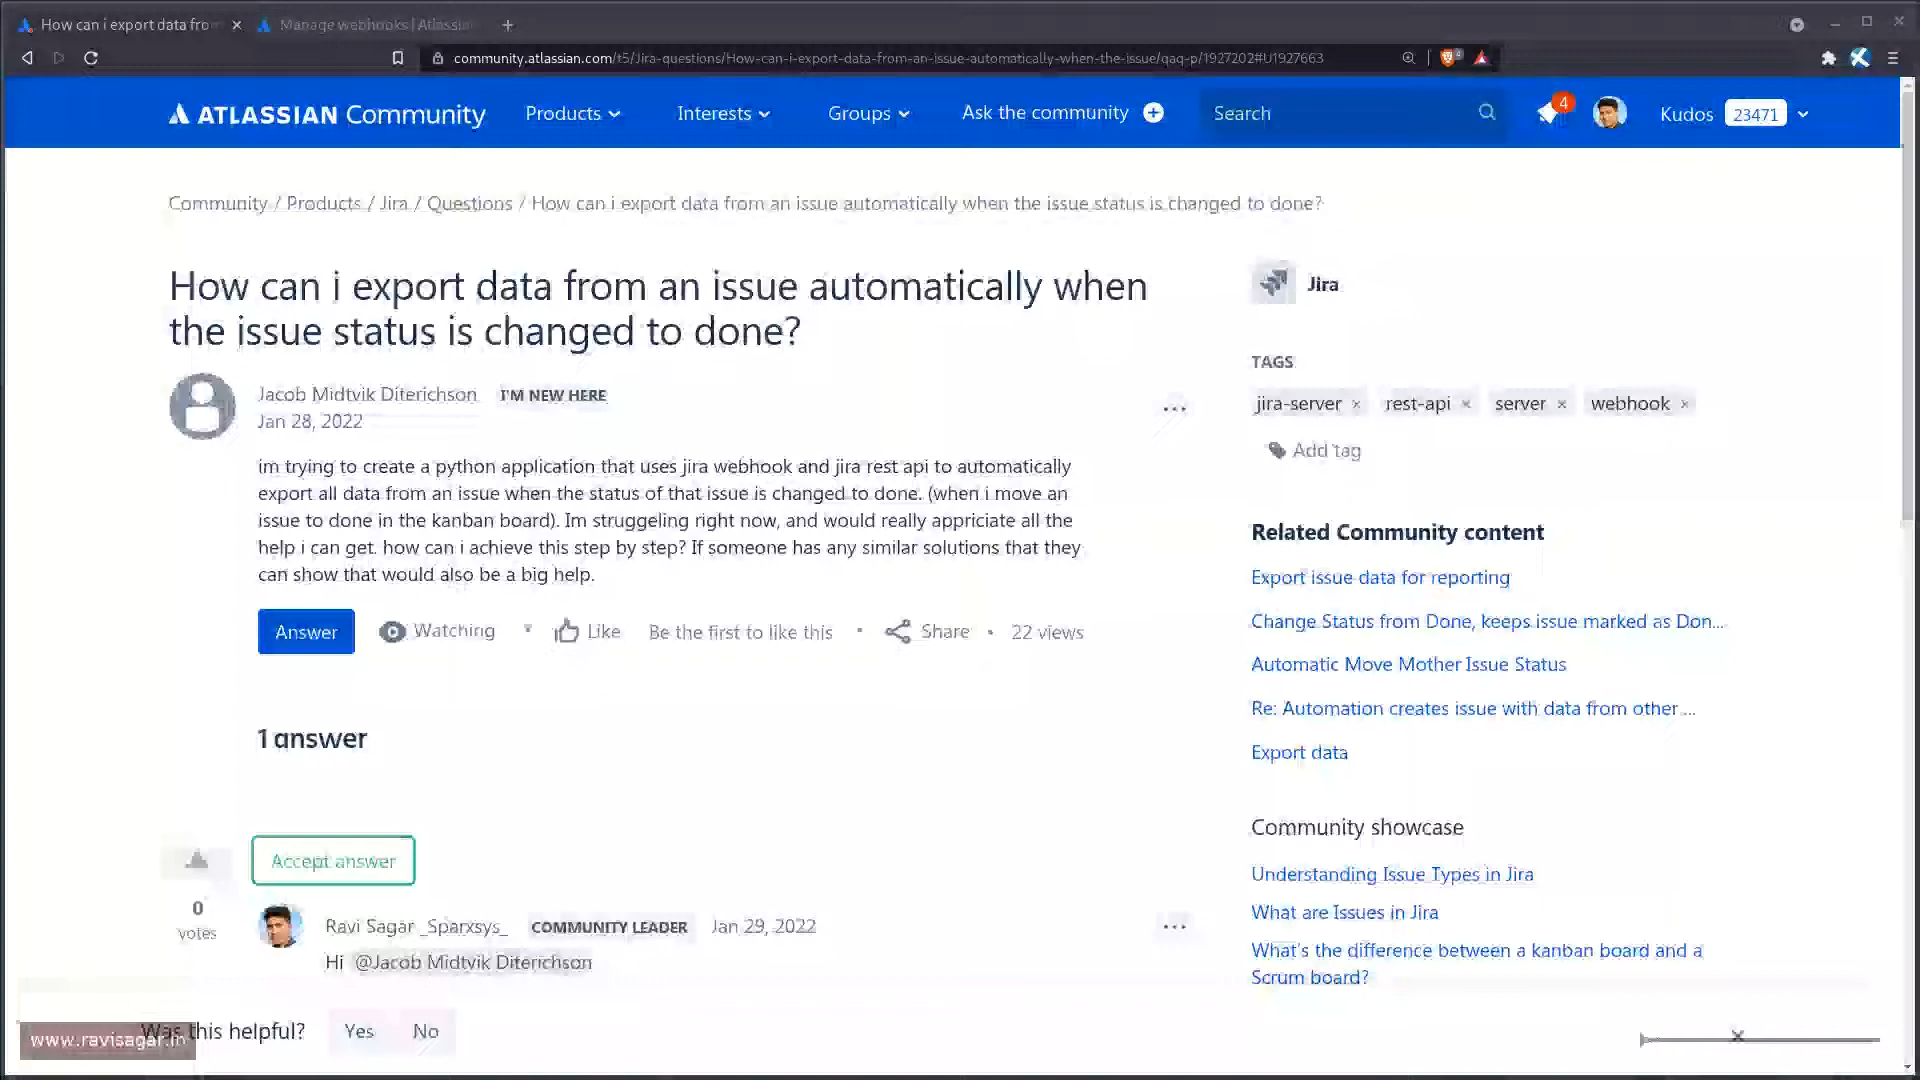 How can i export data fro
Manage webhooks | Atlassia
community.atlassian.com/t5/Jira-questions/How-can-i-export-data-from-an-issue-automatically-when-the-issue/qaq-p/1927202#U1927663
4
ATLASSIAN Community
Products
Interests
Groups
Ask the community
Search
4
Kudos 23471
Community / Products / Jira / Questions / How can i export data from an issue automatically when the issue status is changed to done?
How can i export data from an issue automatically when
the issue status is changed to done?
Jacob Midtvik Diterichson I'M NEW HERE
Jan 28, 2022
im trying to create a python application that uses jira webhook and jira rest api to automatically
export all data from an issue when the status of that issue is changed to done. (when i move an
issue to done in the kanban board). Im struggeling right now, and would really appriciate all the
help i can get. how can i achieve this step by step? If someone has any similar solutions that they
can show that would also be a big help.
Answer Watching Like Be the first to like this • Share • 22 views
1 answer
Accept answer
0
votes
Ravi Sagar _Sparxsys_ COMMUNITY LEADER Jan 29, 2022
Hi @Jacob Midtvik Diterichson
Was this helpful? Yes No
www.ravisagar.in
Jira
TAGS
jira-server × rest-api × server × webhook ×
Add tag
Related Community content
Export issue data for reporting
Change Status from Done, keeps issue marked as Don...
Automatic Move Mother Issue Status
Re: Automation creates issue with data from other ...
Export data
Community showcase
Understanding Issue Types in Jira
What are Issues in Jira
What's the difference between a kanban board and a
Scrum board?